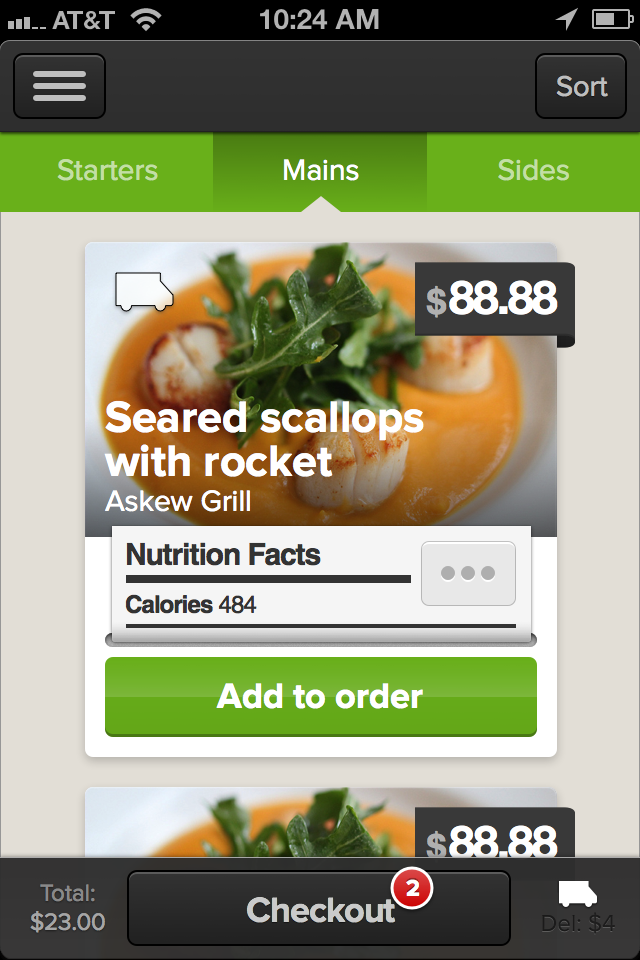 AT&T 10:24 AM
Sort
Starters Mains Sides
$88.88
Seared scallops
with rocket
Askew Grill
Nutrition Facts
Calories 484
Add to order
$88.88
Total:
$23.00
Checkout 2
Del: $4